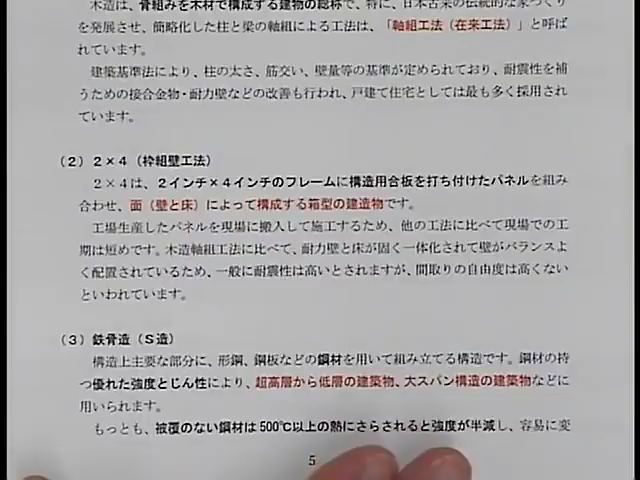 木造は、骨組みを木材で構成する建物の総称で、特に、日本古来の伝統的な家づくり
を発展させ、簡略化した柱と梁の軸組による工法は、「軸組工法（在来工法）」と呼ば
れています。
建築基準法により、柱の太さ、筋交い、壁量等の基準が定められており、耐震性を補
うための接合金物・耐力壁などの改善も行われ、戸建て住宅としては最も多く採用され
ています。
（２）２×４（枠組壁工法）
２×４は、２インチ×４インチのフレームに構造用合板を打ち付けたパネルを組み
合わせ、面（壁と床）によって構成する箱型の建造物です。
工場生産したパネルを現場に搬入して施工するため、他の工法に比べて現場での工
期は短めです。木造軸組工法に比べて、耐力壁と床が固く一体化されて壁がバランスよ
く配置されているため、一般に耐震性は高いとされますが、間取りの自由度は高くない
といわれています。
（３）鉄骨造（Ｓ造）
構造上主要な部分に、形鋼、鋼板などの鋼材を用いて組み立てる構造です。鋼材の持
つ優れた強度とじん性により、超高層から低層の建築物、大スパン構造の建築物などに
用いられます。
もっとも、被覆のない鋼材は500℃以上の熱にさらされると強度が半減し、容易に変
5